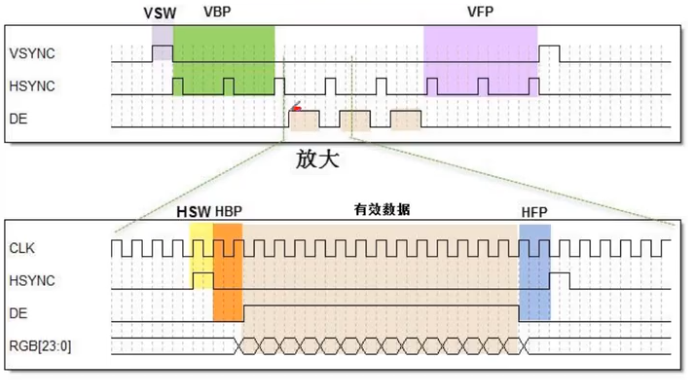 VSW VBP VFP
VSYNC
HSYNC
DE
放大
HSW HBP 有效数据 HFP
CLK
HSYNC
DE
RGB[23:0]